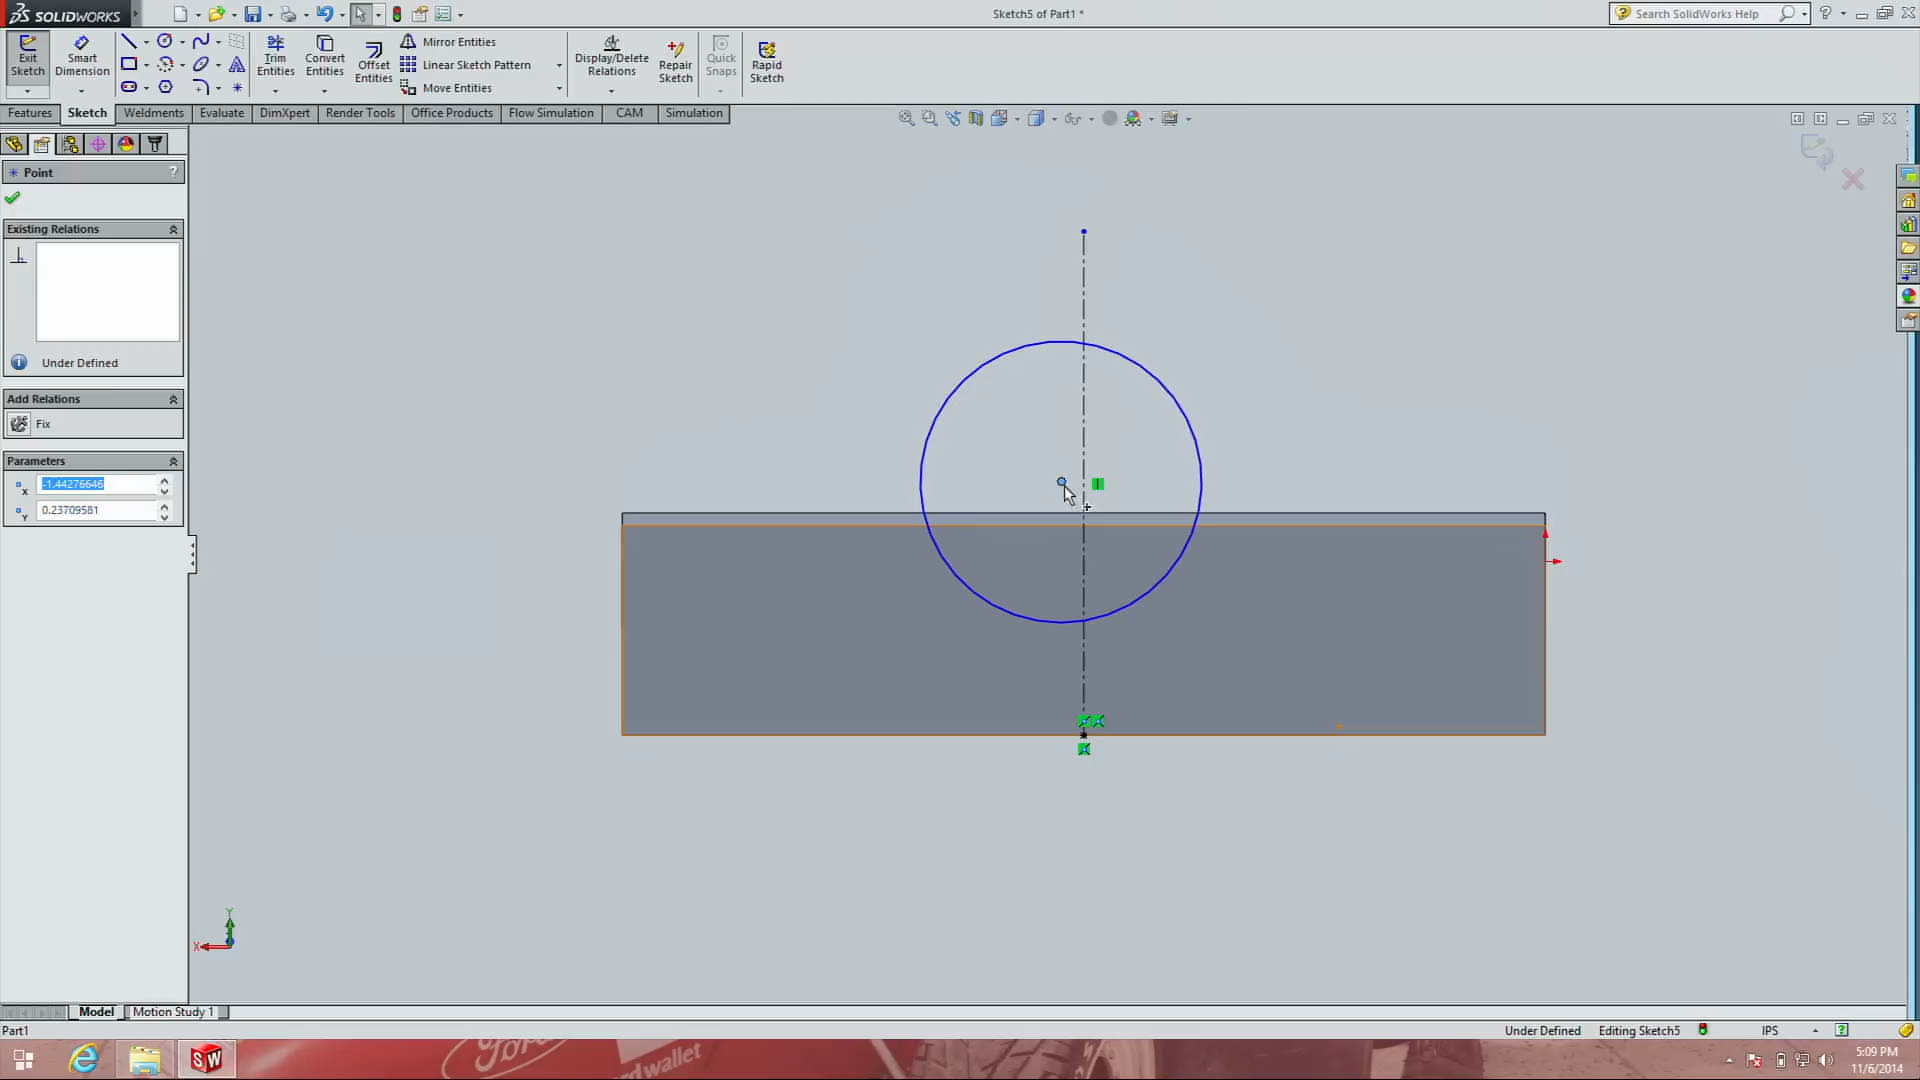 SOLIDWORKS
Sketch5 of Part1 *
Search SolidWorks Help
Exit Sketch
Smart Dimension
Trim Entities
Convert Entities
Offset Entities
Mirror Entities
Linear Sketch Pattern
Move Entities
Display/Delete Relations
Repair Sketch
Quick Snaps
Rapid Sketch
Features Sketch Weldments Evaluate DimXpert Render Tools Office Products Flow Simulation CAM Simulation
Point ?
Existing Relations
Under Defined
Add Relations
Fix
Parameters
X -1.44276646
Y 0.23709581
Y
X
Model Motion Study 1
Part1
Under Defined Editing Sketch5 IPS
Ford
dwallet
SW
5:09 PM
11/6/2014